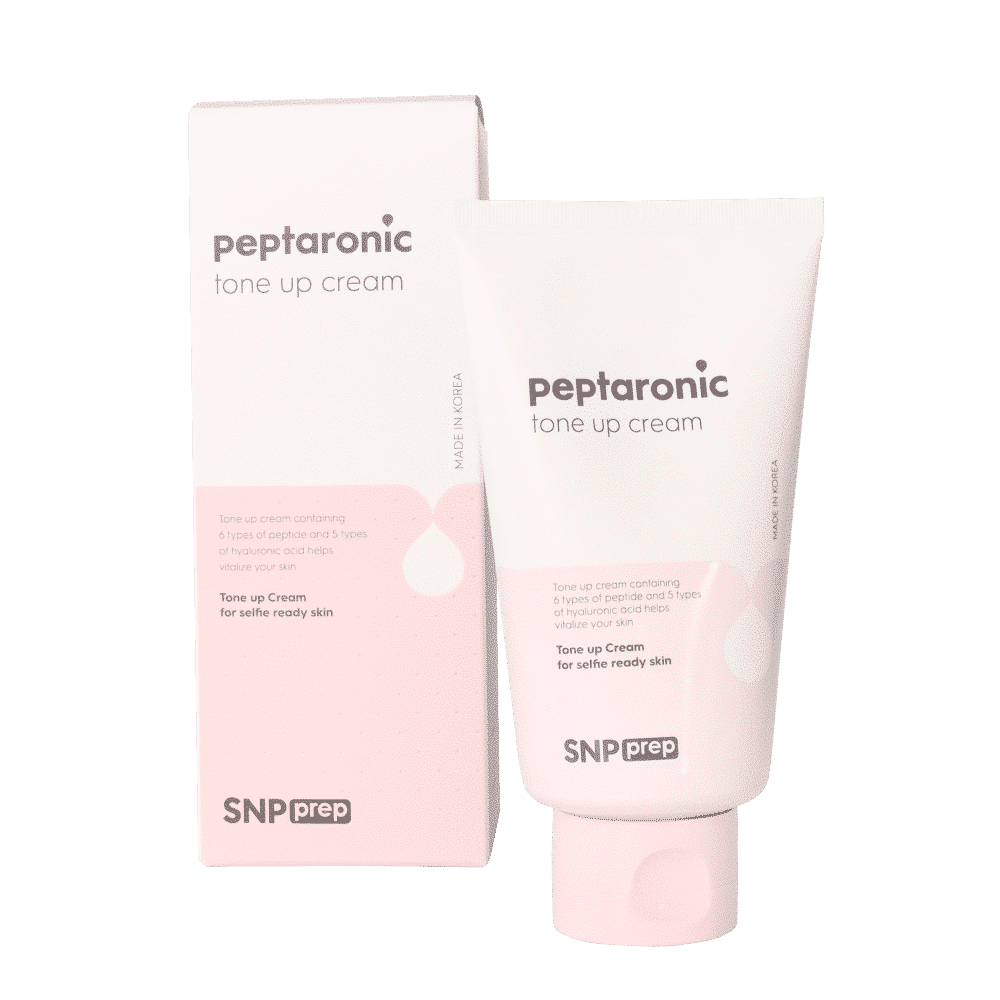 peptaronic
tone up cream
MADE IN KOREA
Tone up cream containing
6 types of peptide and 5 types
of hyaluronic acid helps
vitalize your skin
Tone up Cream
for selfie ready skin
SNP prep
peptaronic
tone up cream
MADE IN KOREA
Tone up cream containing
6 types of peptide and 5 types
of hyaluronic acid helps
vitalize your skin
Tone up Cream
for selfie ready skin
SNP prep